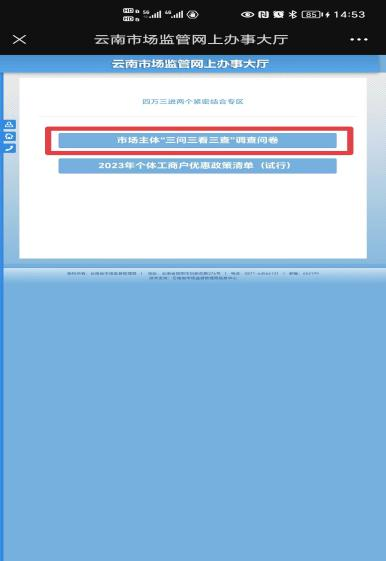 5G 4G 85 14:53
云南市场监管网上办事大厅
云南市场监管网上办事大厅
四万三进两个紧密结合专区
市场主体“三问三看三查”调查问卷
2023年个体工商户优惠政策清单（试行）